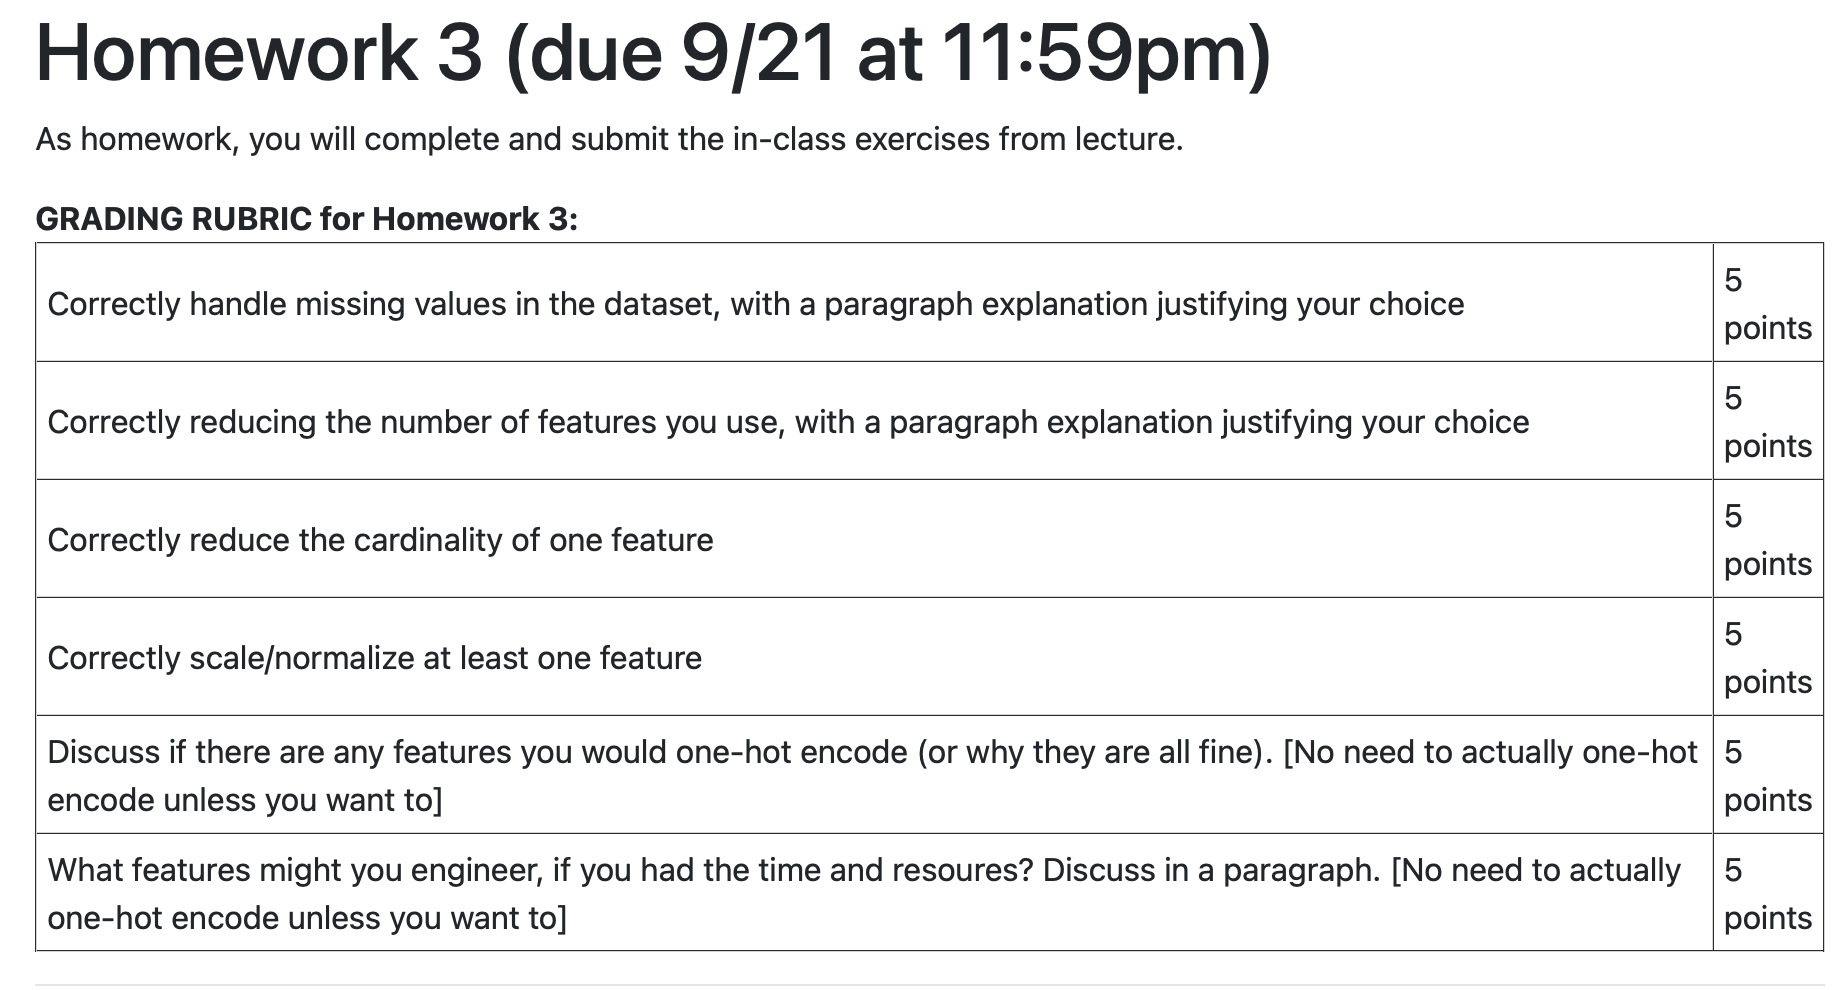 Homework 3 (due 9/21 at 11:59pm)
As homework, you will complete and submit the in-class exercises from lecture.
GRADING RUBRIC for Homework 3:
Correctly handle missing values in the dataset, with a paragraph explanation justifying your choice
5
points
Correctly reducing the number of features you use, with a paragraph explanation justifying your choice
5
points
Correctly reduce the cardinality of one feature
5
points
Correctly scale/normalize at least one feature
5
points
Discuss if there are any features you would one-hot encode (or why they are all fine). [No need to actually one-hot
encode unless you want to]
5
points
What features might you engineer, if you had the time and resoures? Discuss in a paragraph. [No need to actually
one-hot encode unless you want to]
5
points